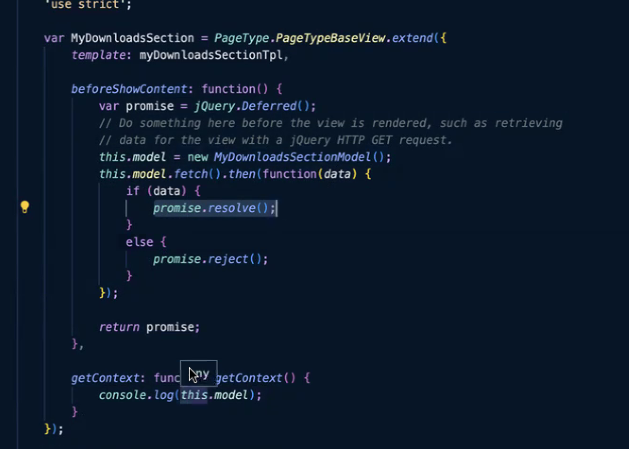 'use strict';
var MyDownloadsSection = PageType.PageTypeBaseView.extend({
template: myDownloadsSectionTpl,
beforeShowContent: function() {
var promise = jQuery.Deferred();
// Do something here before the view is rendered, such as retrieving
// data for the view with a jQuery HTTP GET request.
this.model = new MyDownloadsSectionModel();
this.model.fetch().then(function(data) {
if (data) {
promise.resolve();
}
else {
promise.reject();
}
});
return promise;
},
getContext: func getContext() {
console.log(this.model);
}
});